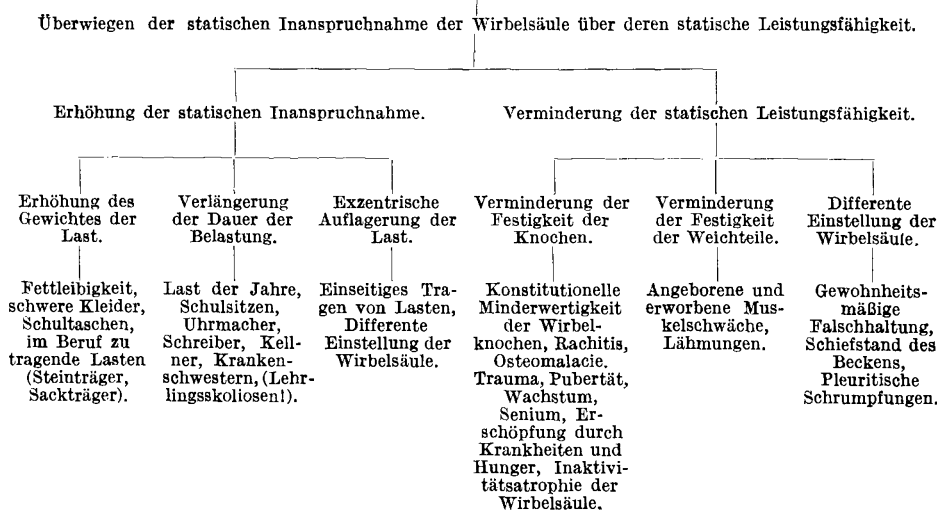 Überwiegen der statischen Inanspruchnahme der Wirbelsäule über deren statische Leistungsfähigkeit.
Erhöhung der statischen Inanspruchnahme.
Verminderung der statischen Leistungsfähigkeit.
Erhöhung des
Gewichtes der
Last.
Verlängerung
der Dauer der
Belastung.
Exzentrische
Auflagerung der
Last.
Verminderung der
Festigkeit der
Knochen.
Verminderung
der Festigkeit
der Weichteile.
Differente
Einstellung der
Wirbelsäule.
Fettleibigkeit,
schwere Kleider,
Schultaschen,
im Beruf zu
tragende Lasten
(Steinträger,
Sackträger).
Last der Jahre,
Schulsitzen,
Uhrmacher,
Schreiber, Kell-
ner, Kranken-
schwestern, (Lehr-
lingsskoliosen!).
Einseitiges Tra-
gen von Lasten,
Differente
Einstellung der
Wirbelsäule.
Konstitutionelle
Minderwertigkeit
der Wirbel-
knochen, Rachitis,
Osteomalacie.
Trauma, Pubertät,
Wachstum,
Senium, Er-
schöpfung durch
Krankheiten und
Hunger, Inaktivi-
tätsatrophie der
Wirbelsäule.
Angeborene und
erworbene Mus-
kelschwäche,
Lähmungen.
Gewohnheits-
mäßige
Falschhaltung,
Schiefstand des
Beckens,
Pleuritische
Schrumpfungen.